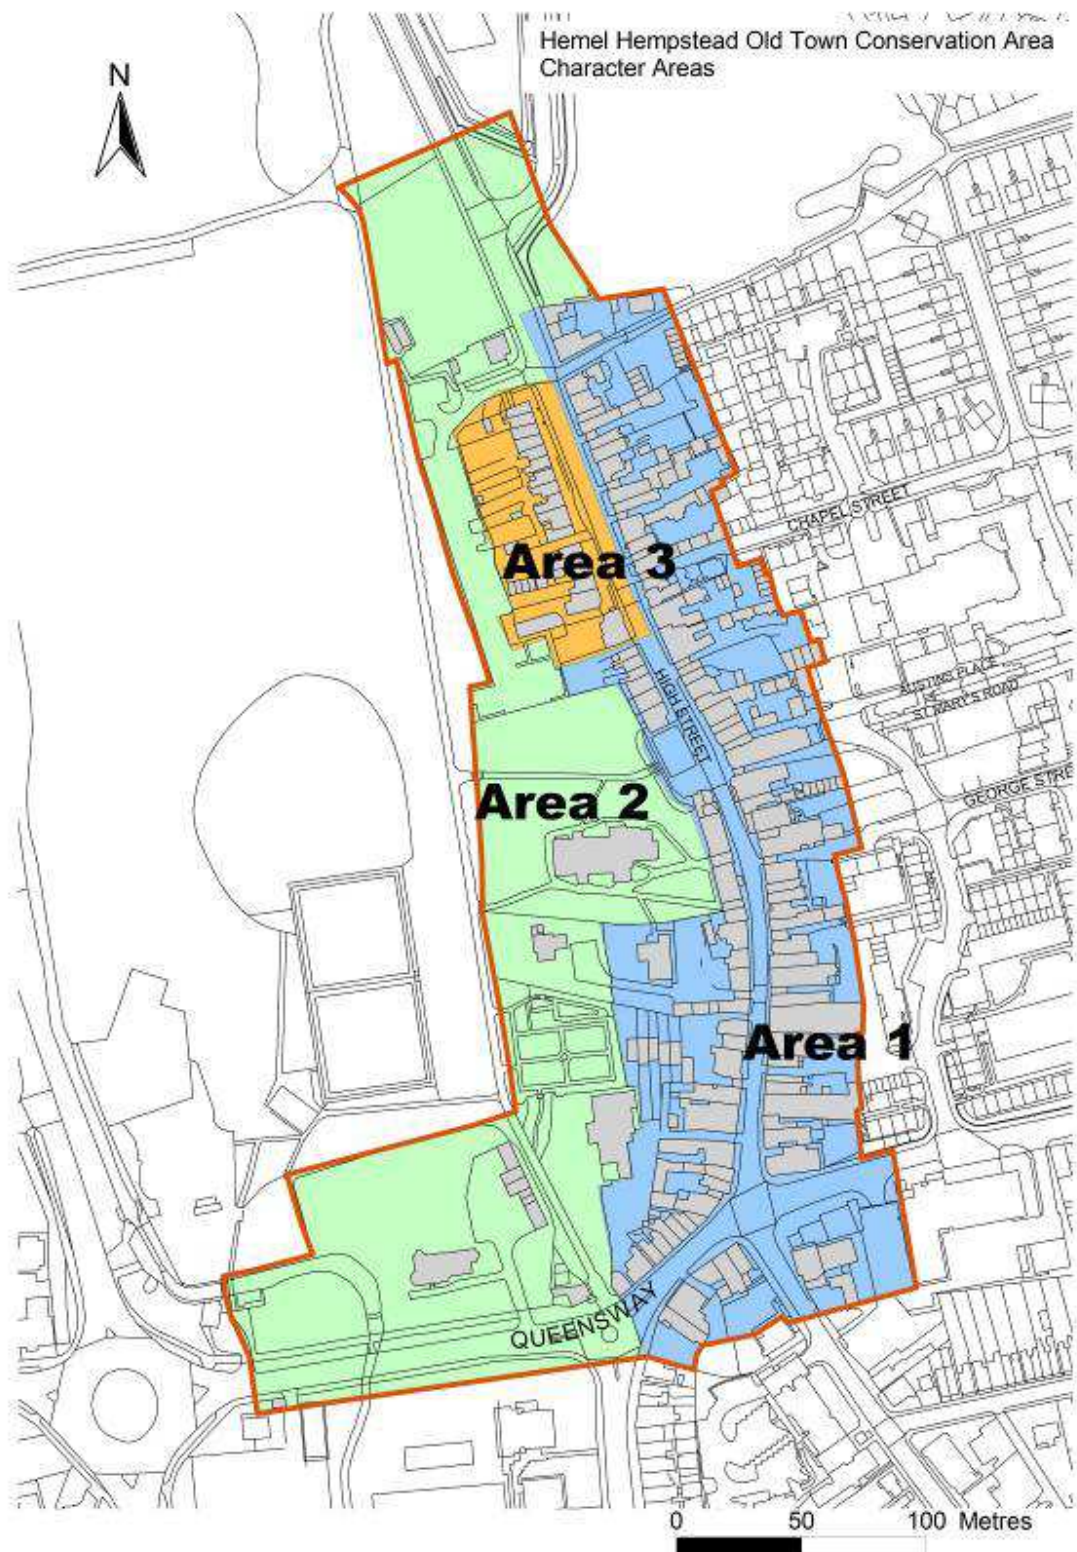 Hemel Hempstead Old Town Conservation Area
Character Areas
N
CHAPEL STREET
Area 3
AUSTINS PLACE
ST MARY'S ROAD
HIGH STREET
GEORGE STRE
Area 2
Area 1
QUEENSWAY
0 50 100 Metres